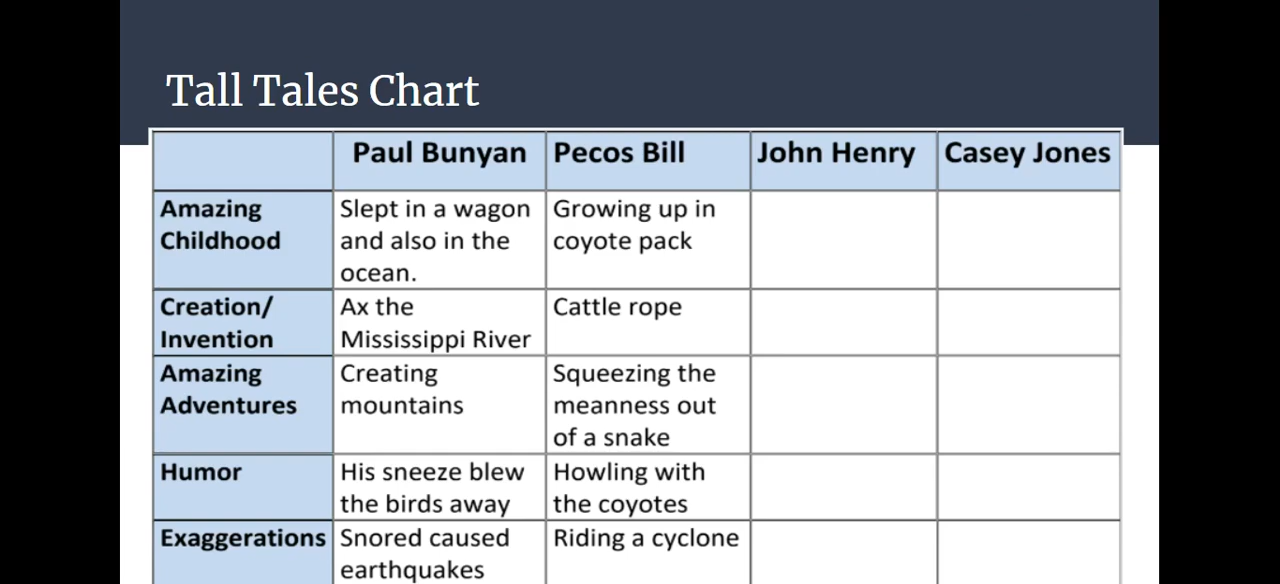 Tall Tales Chart
Paul Bunyan Pecos Bill John Henry Casey Jones
Amazing Slept in a wagon Growing up in
Childhood and also in the coyote pack
ocean.
Creation/ Ax the Cattle rope
Invention Mississippi River
Amazing Creating Squeezing the
Adventures mountains meanness out
of a snake
Humor His sneeze blew Howling with
the birds away the coyotes
Exaggerations Snored caused Riding a cyclone
earthquakes